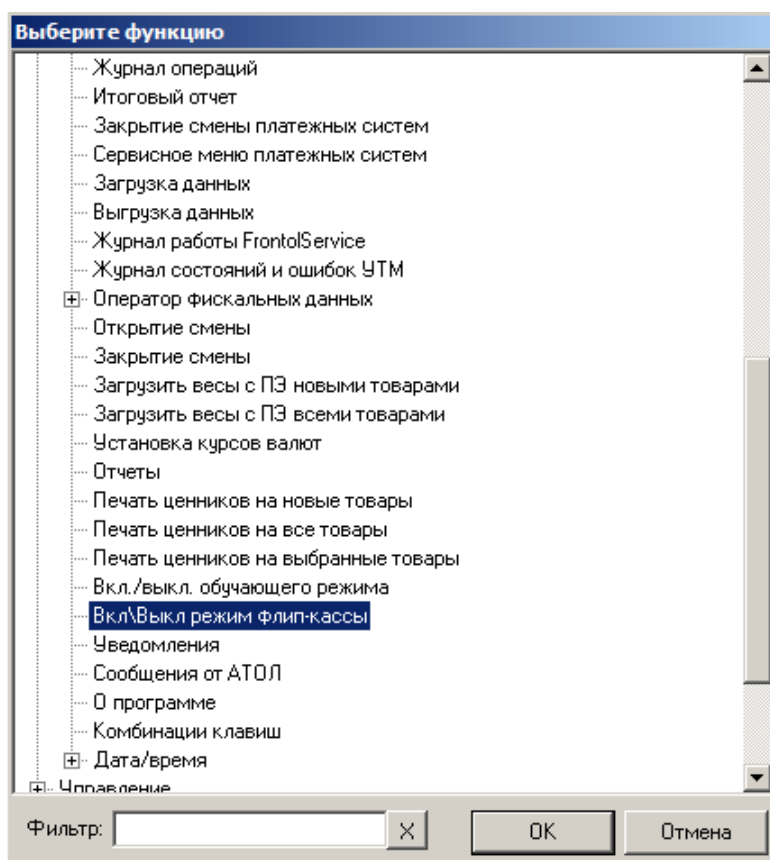 Выберите функцию
Журнал операций
Итоговый отчет
Закрытие смены платежных систем
Сервисное меню платежных систем
Загрузка данных
Выгрузка данных
Журнал работы FrontolService
Журнал состояний и ошибок УТМ
Оператор фискальных данных
Открытие смены
Закрытие смены
Загрузить весы с ПЭ новыми товарами
Загрузить весы с ПЭ всеми товарами
Установка курсов валют
Отчеты
Печать ценников на новые товары
Печать ценников на все товары
Печать ценников на выбранные товары
Вкл./выкл. обучающего режима
Вкл\Выкл режим флип-кассы
Уведомления
Сообщения от АТОЛ
О программе
Комбинации клавиш
Дата/время
Управление
Фильтр: X OK Отмена